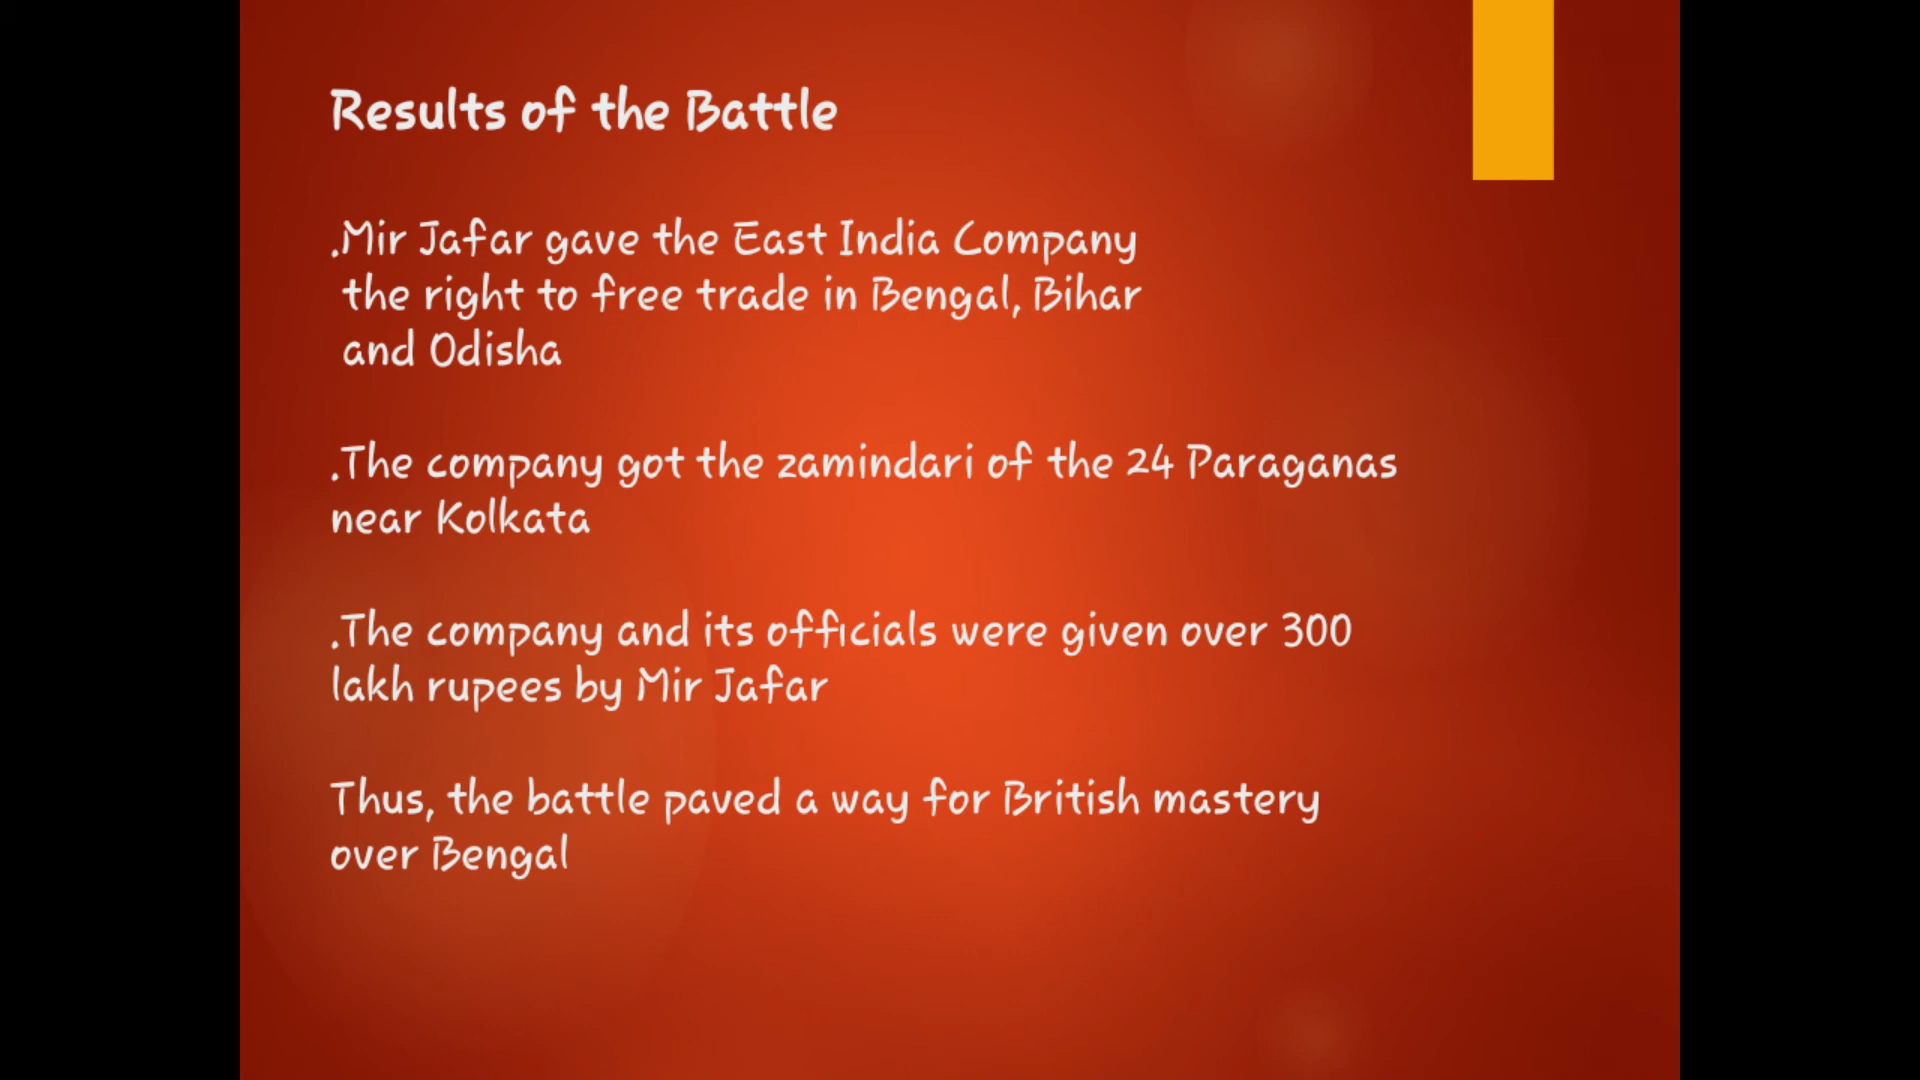 Results of the Battle
.Mir Jafar gave the East India Company
the right to free trade in Bengal, Bihar
and Odisha
.The company got the zamindari of the 24 Paraganas
near Kolkata
.The company and its officials were given over 300
lakh rupees by Mir Jafar
Thus, the battle paved a way for British mastery
over Bengal